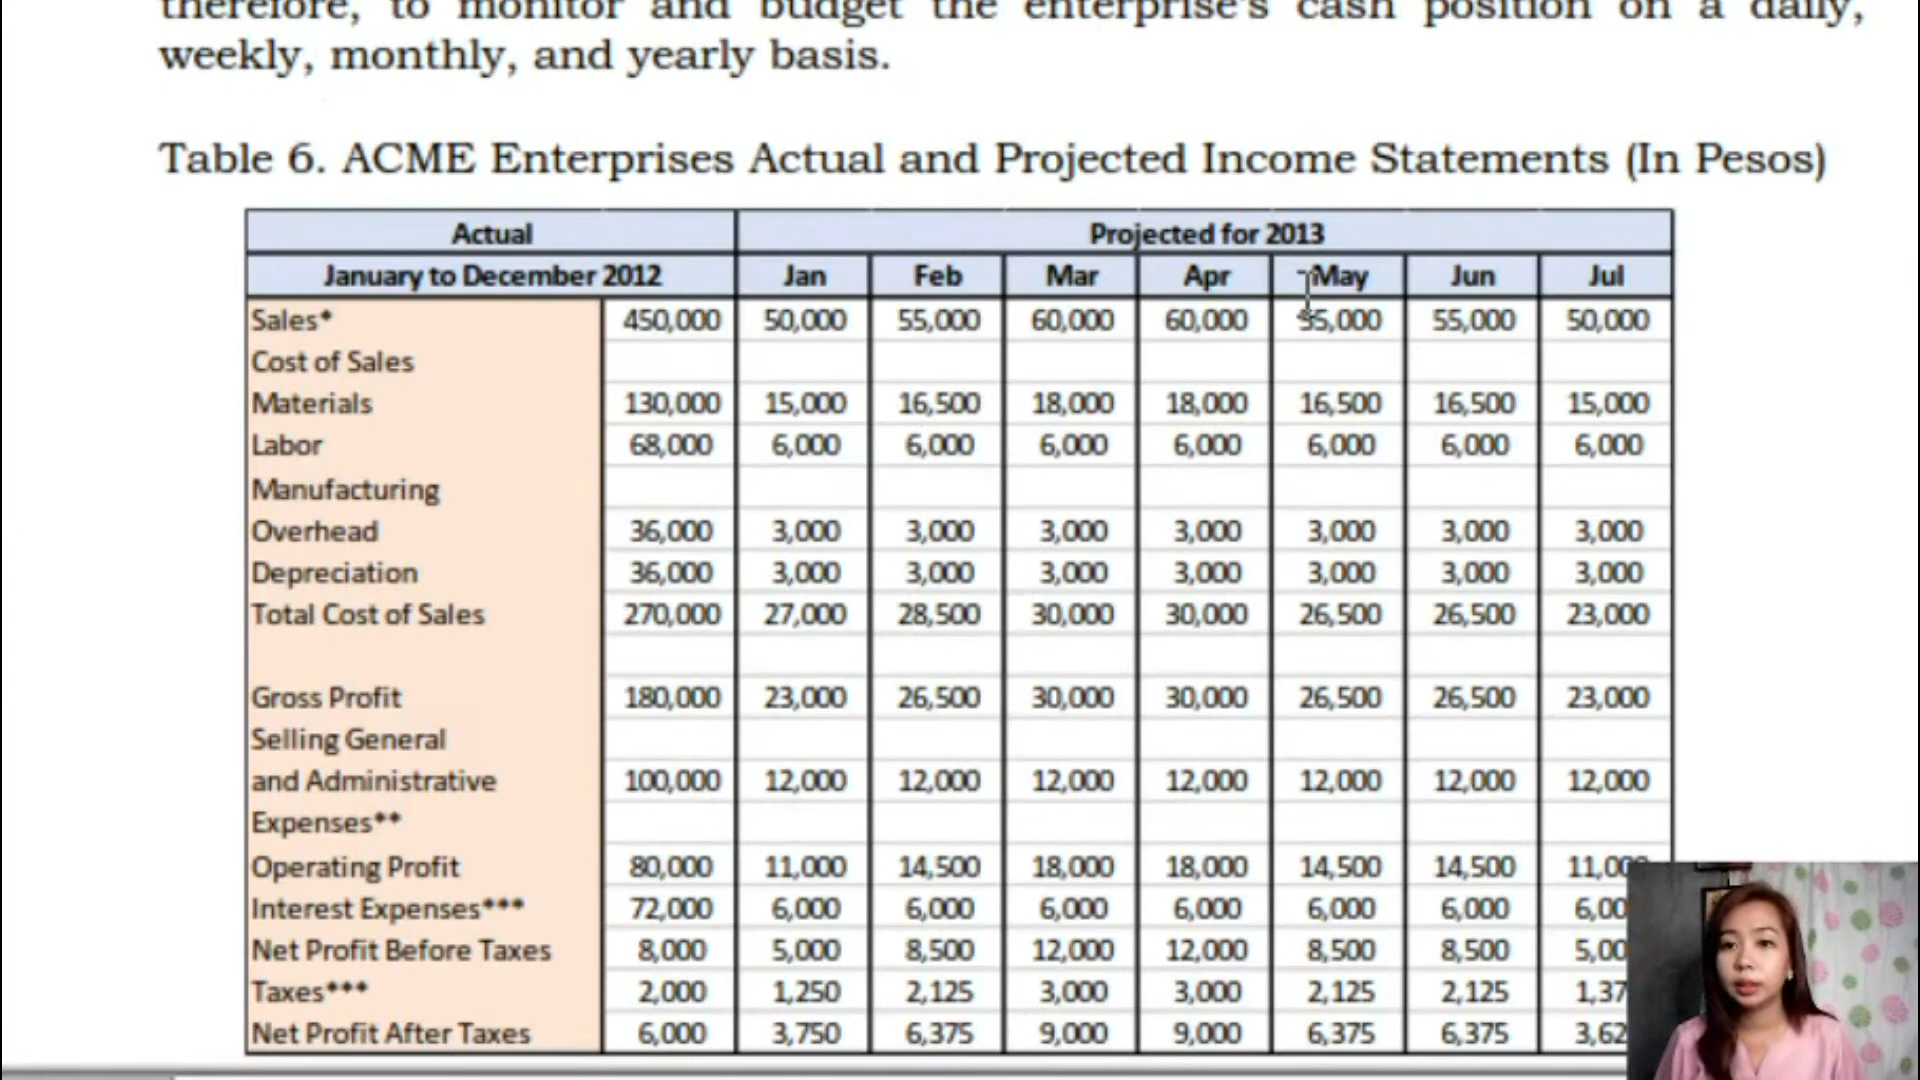 therefore, to monitor and budget the enterprise's cash position on a daily,
weekly, monthly, and yearly basis.
Table 6. ACME Enterprises Actual and Projected Income Statements (In Pesos)
Actual Projected for 2013
January to December 2012 Jan Feb Mar Apr May Jun Jul
Sales* 450,000 50,000 55,000 60,000 60,000 55,000 55,000 50,000
Cost of Sales
Materials 130,000 15,000 16,500 18,000 18,000 16,500 16,500 15,000
Labor 68,000 6,000 6,000 6,000 6,000 6,000 6,000 6,000
Manufacturing
Overhead 36,000 3,000 3,000 3,000 3,000 3,000 3,000 3,000
Depreciation 36,000 3,000 3,000 3,000 3,000 3,000 3,000 3,000
Total Cost of Sales 270,000 27,000 28,500 30,000 30,000 26,500 26,500 23,000
Gross Profit 180,000 23,000 26,500 30,000 30,000 26,500 26,500 23,000
Selling General
and Administrative 100,000 12,000 12,000 12,000 12,000 12,000 12,000 12,000
Expenses**
Operating Profit 80,000 11,000 14,500 18,000 18,000 14,500 14,500
Interest Expenses*** 72,000 6,000 6,000 6,000 6,000 6,000 6,000
Net Profit Before Taxes 8,000 5,000 8,500 12,000 12,000 8,500 8,500
Taxes*** 2,000 1,250 2,125 3,000 3,000 2,125 2,125
Net Profit After Taxes 6,000 3,750 6,375 9,000 9,000 6,375 6,375